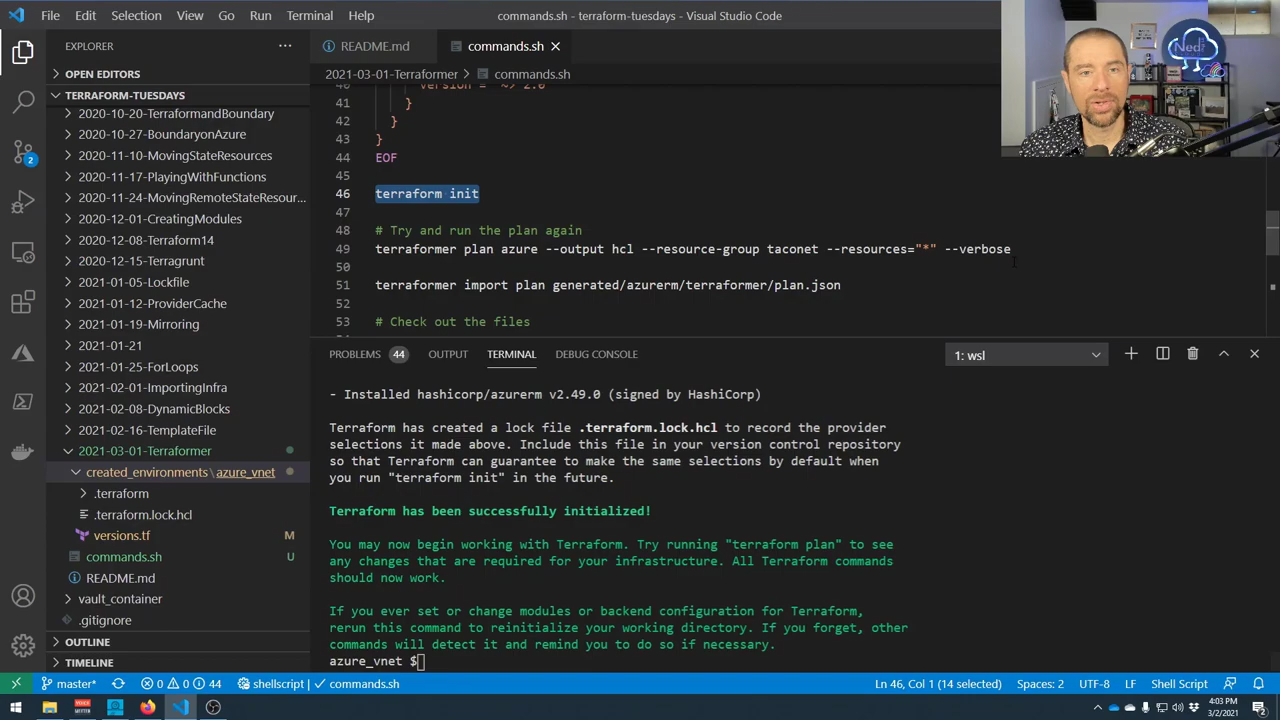 File Edit Selection View Go Run Terminal Help
commands.sh - terraform-tuesdays - Visual Studio Code
EXPLORER
OPEN EDITORS
TERRAFORM-TUESDAYS
2020-10-20-TerraformandBoundary
2020-10-27-BoundaryonAzure
2020-11-10-MovingStateResources
2020-11-17-PlayingWithFunctions
2020-11-24-MovingRemoteStateResour...
2020-12-01-CreatingModules
2020-12-08-Terraform14
2020-12-15-Terragrunt
2021-01-05-Lockfile
2021-01-12-ProviderCache
2021-01-19-Mirroring
2021-01-21
2021-01-25-ForLoops
2021-02-01-ImportingInfra
2021-02-08-DynamicBlocks
2021-02-16-TemplateFile
2021-03-01-Terraformer
created_environments\azure_vnet
.terraform
.terraform.lock.hcl
versions.tf M
commands.sh U
README.md
vault_container
.gitignore
OUTLINE
TIMELINE
2
README.md
commands.sh
2021-03-01-Terraformer > commands.sh
40 version = "~> 2.0"
41 }
42 }
43 }
44 EOF
45
46 terraform init
47
48 # Try and run the plan again
49 terraformer plan azure --output hcl --resource-group taconet --resources="*" --verbose
50
51 terraformer import plan generated/azurerm/terraformer/plan.json
52
53 # Check out the files
Ned
PROBLEMS 44 OUTPUT TERMINAL DEBUG CONSOLE
1: wsl
- Installed hashicorp/azurerm v2.49.0 (signed by HashiCorp)
Terraform has created a lock file .terraform.lock.hcl to record the provider
selections it made above. Include this file in your version control repository
so that Terraform can guarantee to make the same selections by default when
you run "terraform init" in the future.
Terraform has been successfully initialized!
You may now begin working with Terraform. Try running "terraform plan" to see
any changes that are required for your infrastructure. All Terraform commands
should now work.
If you ever set or change modules or backend configuration for Terraform,
rerun this command to reinitialize your working directory. If you forget, other
commands will detect it and remind you to do so if necessary.
azure_vnet $
master* 0 0 44 shellscript commands.sh
Ln 46, Col 1 (14 selected) Spaces: 2 UTF-8 LF Shell Script
4:03 PM
3/2/2021
2